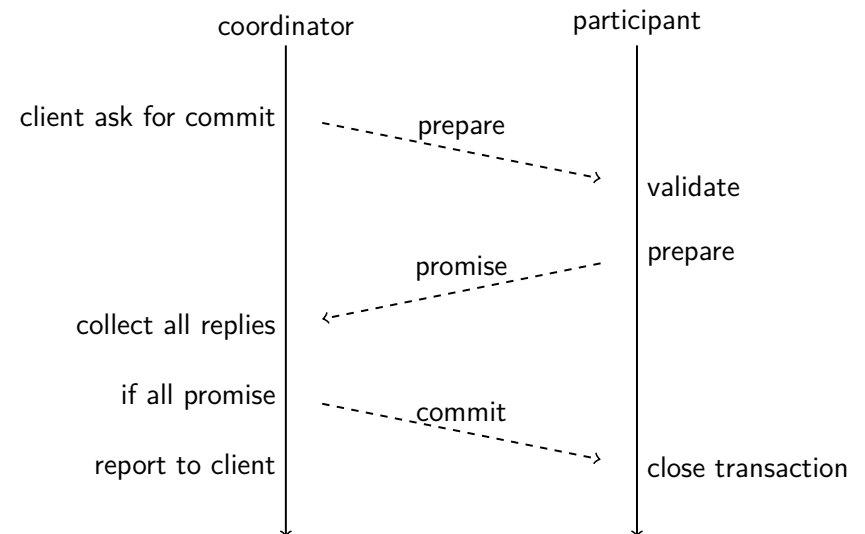 coordinator
participant
client ask for commit
prepare
validate
prepare
promise
collect all replies
if all promise
commit
report to client
close transaction